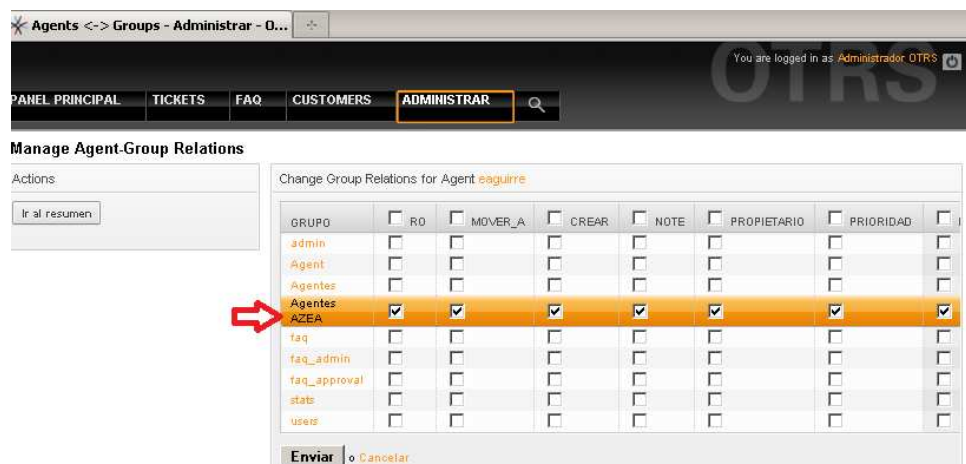 Agents <-> Groups - Administrar - O...
OTRS
You are logged in as Administrador OTRS
PANEL PRINCIPAL TICKETS FAQ CUSTOMERS ADMINISTRAR
Manage Agent-Group Relations
Actions
Ir al resumen
Change Group Relations for Agent eaguirre
GRUPO RO MOVER_A CREAR NOTE PROPIETARIO PRIORIDAD
admin
Agent
Agentes
Agentes
AZEA
faq
faq_admin
faq_approval
stats
users
Enviar o Cancelar